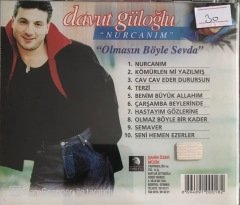 davut güloğlu
"NURCANIM"
30
"Olmasın Böyle Sevda"
1 NURCANIM
2 KÖMÜRLEN Mİ YAZILMIŞ
3 CAV CAV EDER DURURSUN
4 TERZİ
5 BENİM BÜYÜK ALLAHIM
6 ÇARŞAMBA BEYLERİNDE
7 HASTAYIM GÖZLERİNE
8 OLMAZ BÖYLE BİR KADER
9 SEMAVER
10 SENİ HEMEN EZERLER